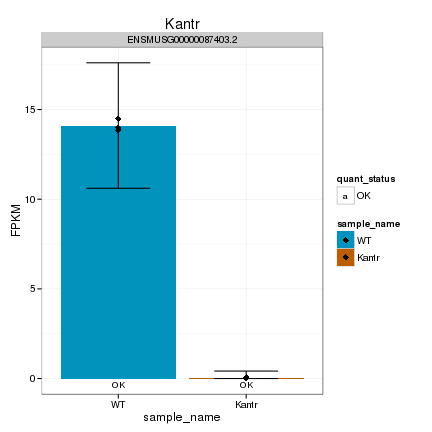 Kantr
ENSMUSG00000087403.2
FPKM
15
10
5
0
OK OK
WT Kantr
sample_name
quant_status
a OK
sample_name
WT
Kantr